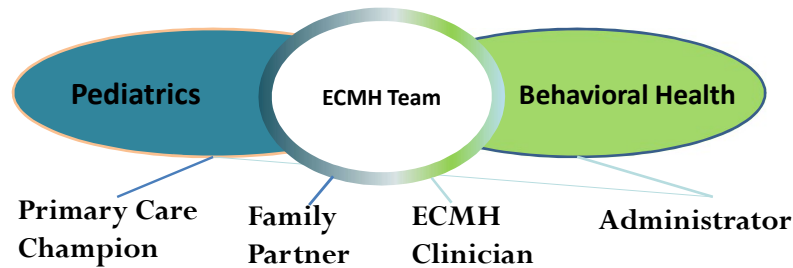 Pediatrics
ECMH Team
Behavioral Health
Primary Care
Champion
Family
Partner
ECMH
Clinician
Administrator